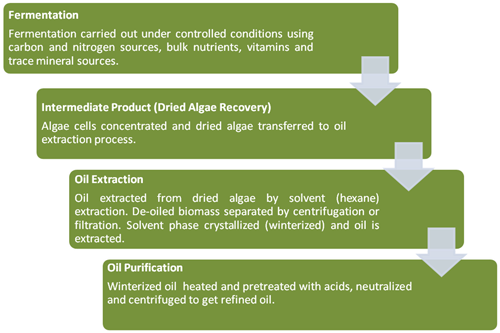 Fermentation
Fermentation carried out under controlled conditions using
carbon and nitrogen sources, bulk nutrients, vitamins and
trace mineral sources.
Intermediate Product (Dried Algae Recovery)
Algae cells concentrated and dried algae transferred to oil
extraction process.
Oil Extraction
Oil extracted from dried algae by solvent (hexane)
extraction. De-oiled biomass separated by centrifugation or
filtration. Solvent phase crystallized (winterized) and oil is
extracted.
Oil Purification
Winterized oil heated and pretreated with acids, neutralized
and centrifuged to get refined oil.